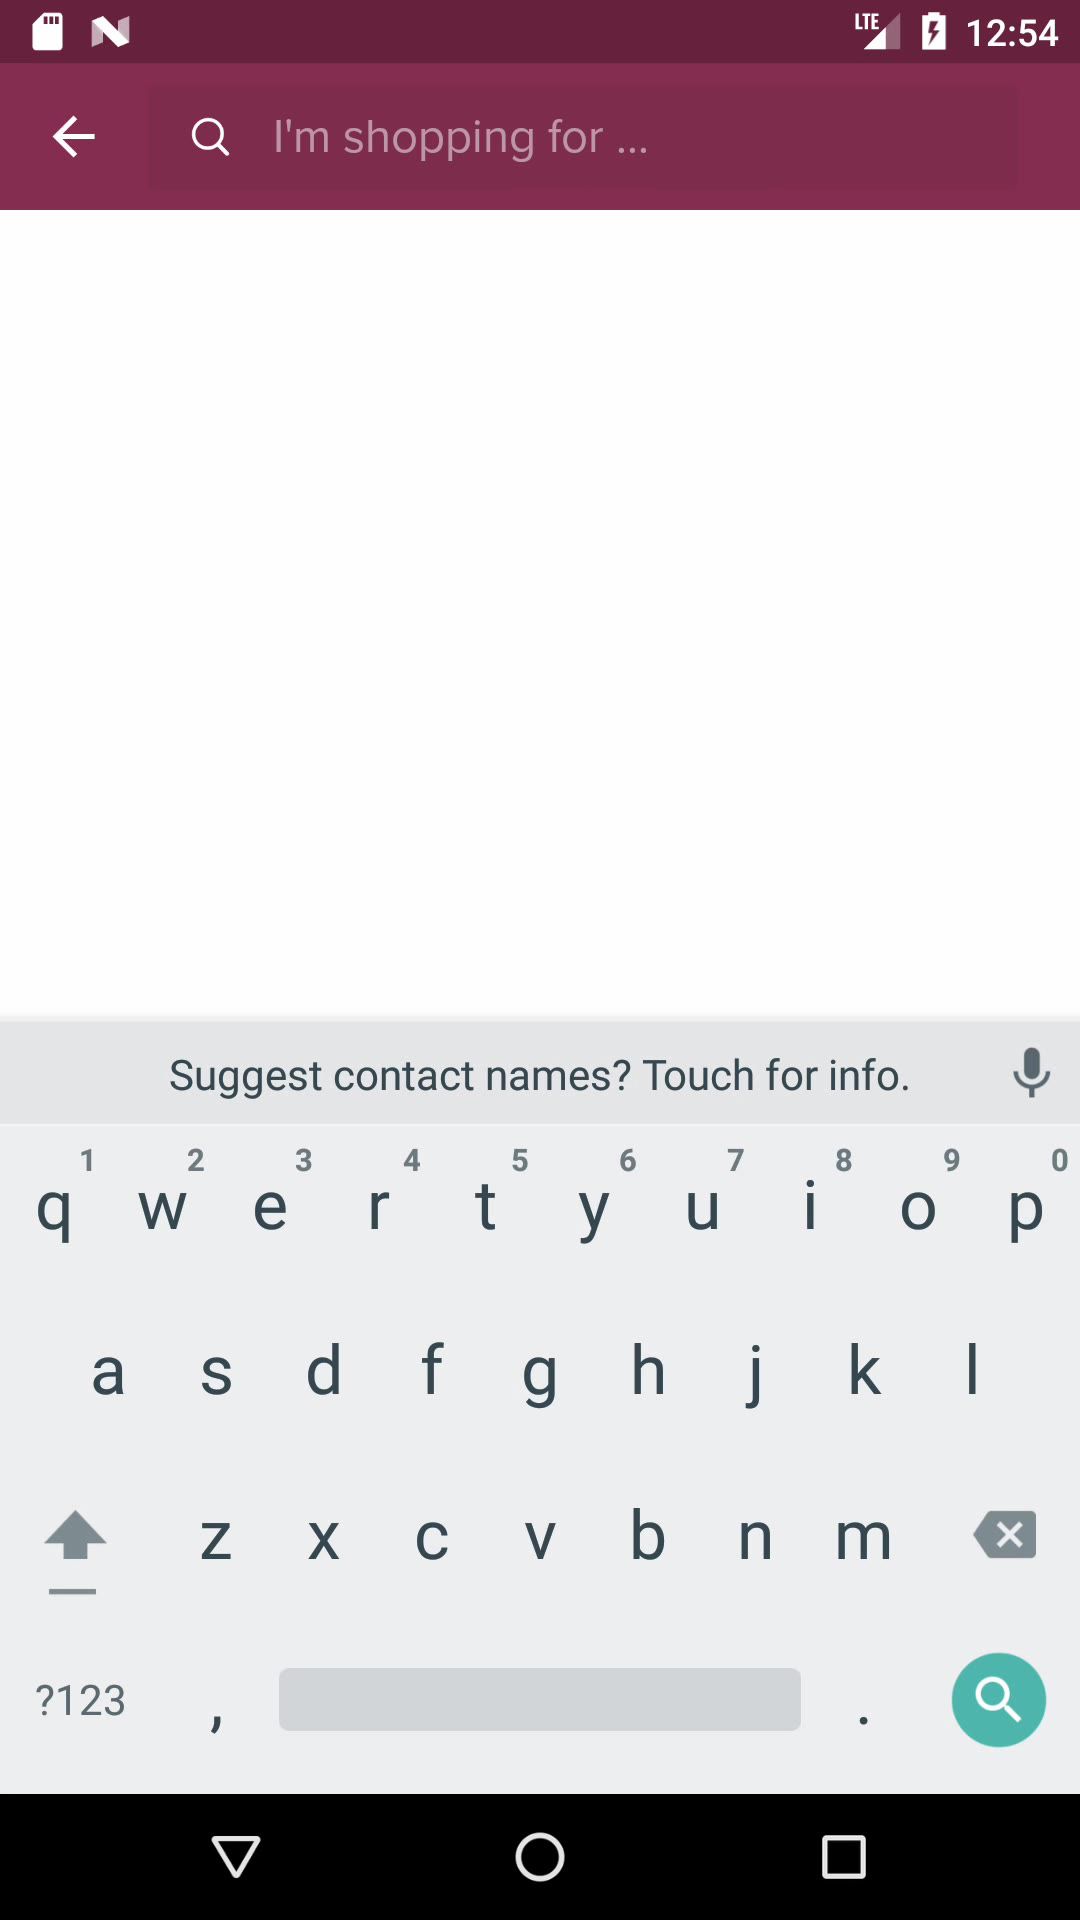 LTE 12:54
I'm shopping for ...
Suggest contact names? Touch for info.
1 2 3 4 5 6 7 8 9 0
q w e r t y u i o p
a s d f g h j k l
z x c v b n m
?123 , .